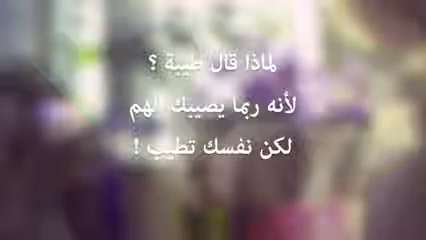 لماذا قال طيبة ؟
لأنه ربما يصيبك الهم
لكن نفسك تطيب !